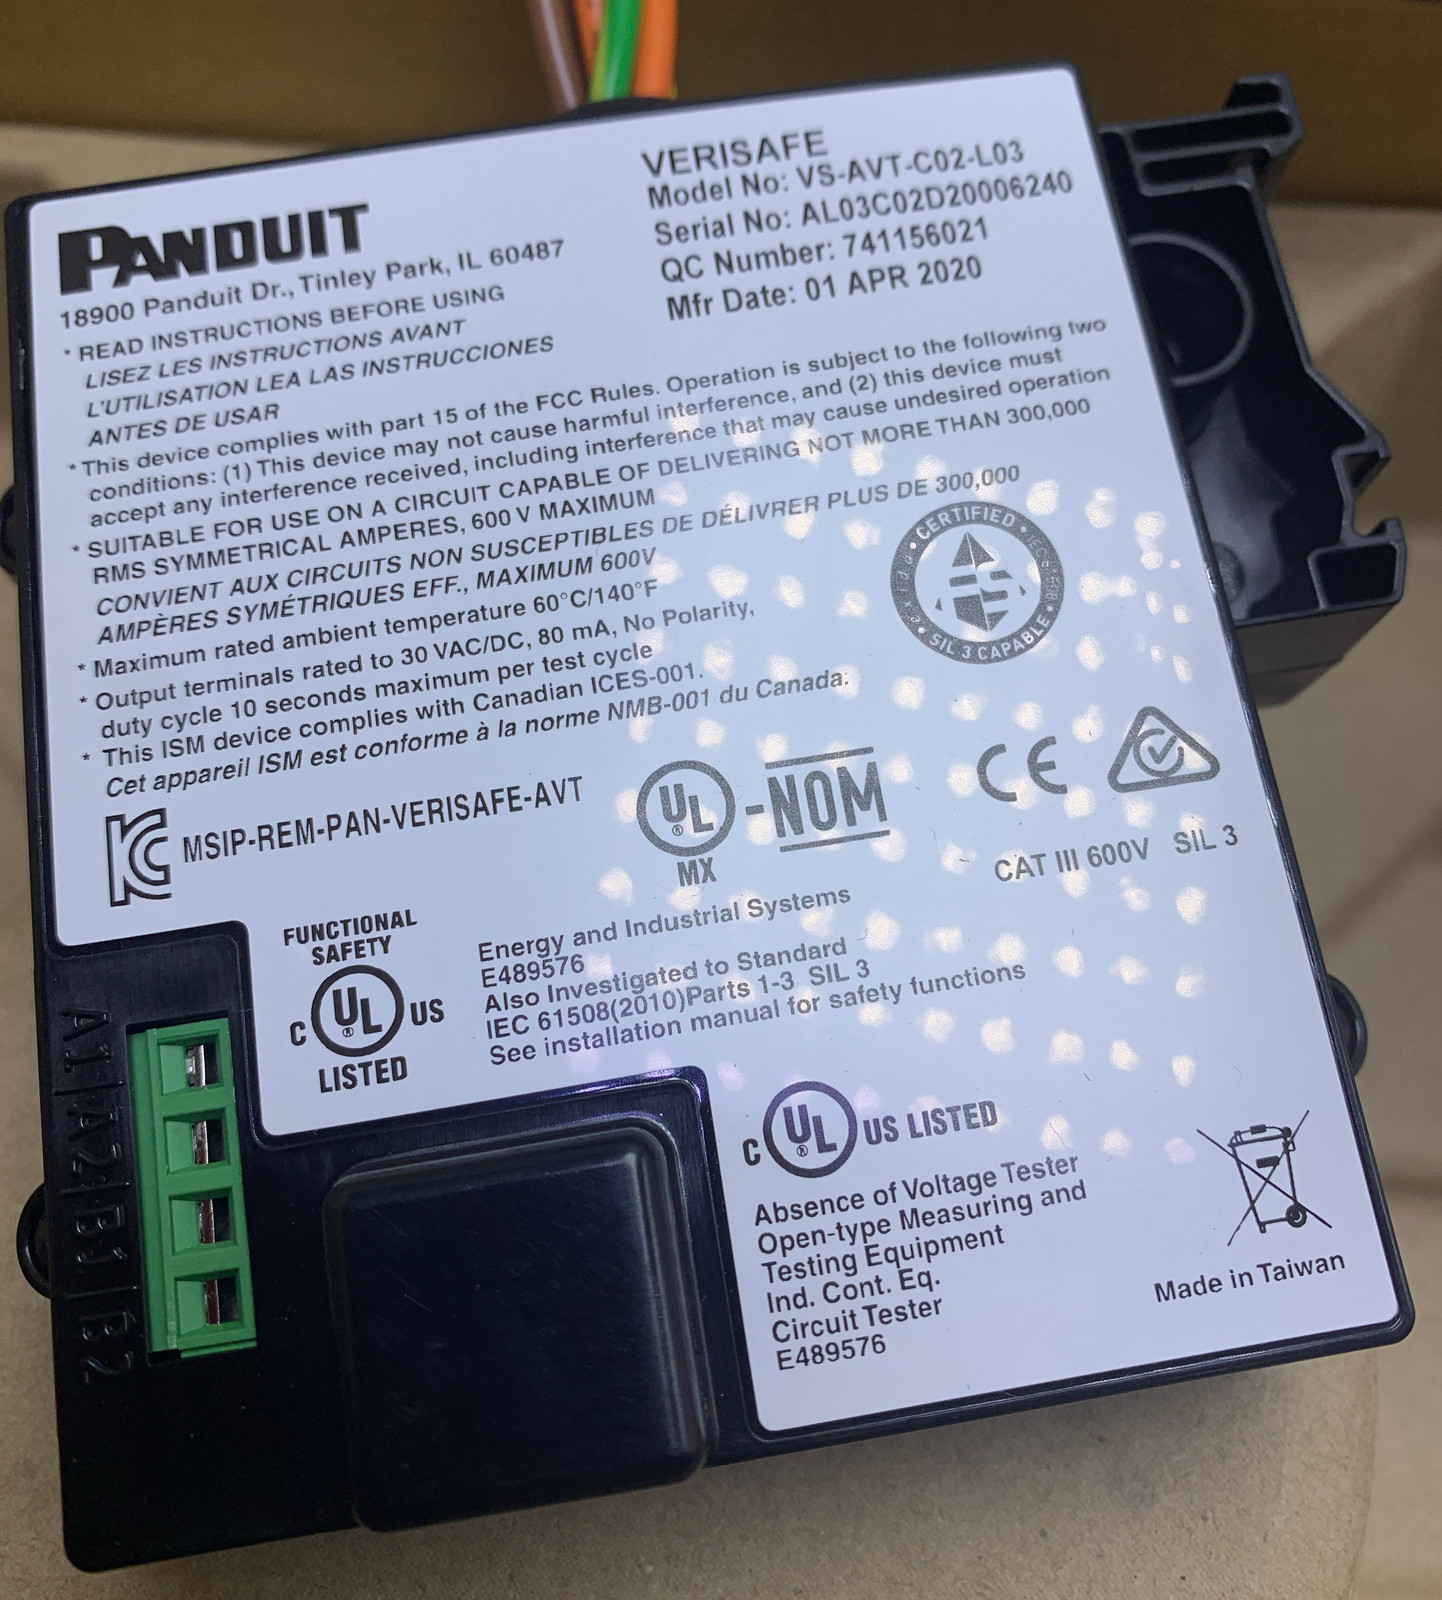 PANDUIT
18900 Panduit Dr., Tinley Park, IL 60487
VERISAFE
Model No: VS-AVT-C02-L03
Serial No: AL03C02D20006240
QC Number: 741156021
Mfr Date: 01 APR 2020
* READ INSTRUCTIONS BEFORE USING
LISEZ LES INSTRUCTIONS AVANT
L'UTILISATION LEA LAS INSTRUCCIONES
ANTES DE USAR
* This device complies with part 15 of the FCC Rules. Operation is subject to the following two
conditions: (1) This device may not cause harmful interference, and (2) this device must
accept any interference received, including interference that may cause undesired operation
* SUITABLE FOR USE ON A CIRCUIT CAPABLE OF DELIVERING NOT MORE THAN 300,000
RMS SYMMETRICAL AMPERES, 600 V MAXIMUM
CONVIENT AUX CIRCUITS NON SUSCEPTIBLES DE DÉLIVRER PLUS DE 300,000
AMPÈRES SYMÉTRIQUES EFF., MAXIMUM 600V
* Maximum rated ambient temperature 60°C/140°F
* Output terminals rated to 30 VAC/DC, 80 mA, No Polarity,
duty cycle 10 seconds maximum per test cycle
* This ISM device complies with Canadian ICES-001.
Cet appareil ISM est conforme à la norme NMB-001 du Canada.
CERTIFIED
SIL 3 CAPABLE
MSIP-REM-PAN-VERISAFE-AVT
UL®-NOM
MX
CE
CAT III 600V SIL 3
FUNCTIONAL
SAFETY
C UL® US
LISTED
Energy and Industrial Systems
E489576
Also Investigated to Standard
IEC 61508(2010)Parts 1-3 SIL 3
See installation manual for safety functions
C UL® US LISTED
Absence of Voltage Tester
Open-type Measuring and
Testing Equipment
Ind. Cont. Eq.
Circuit Tester
E489576
Made in Taiwan
A1 A2 B1 B2